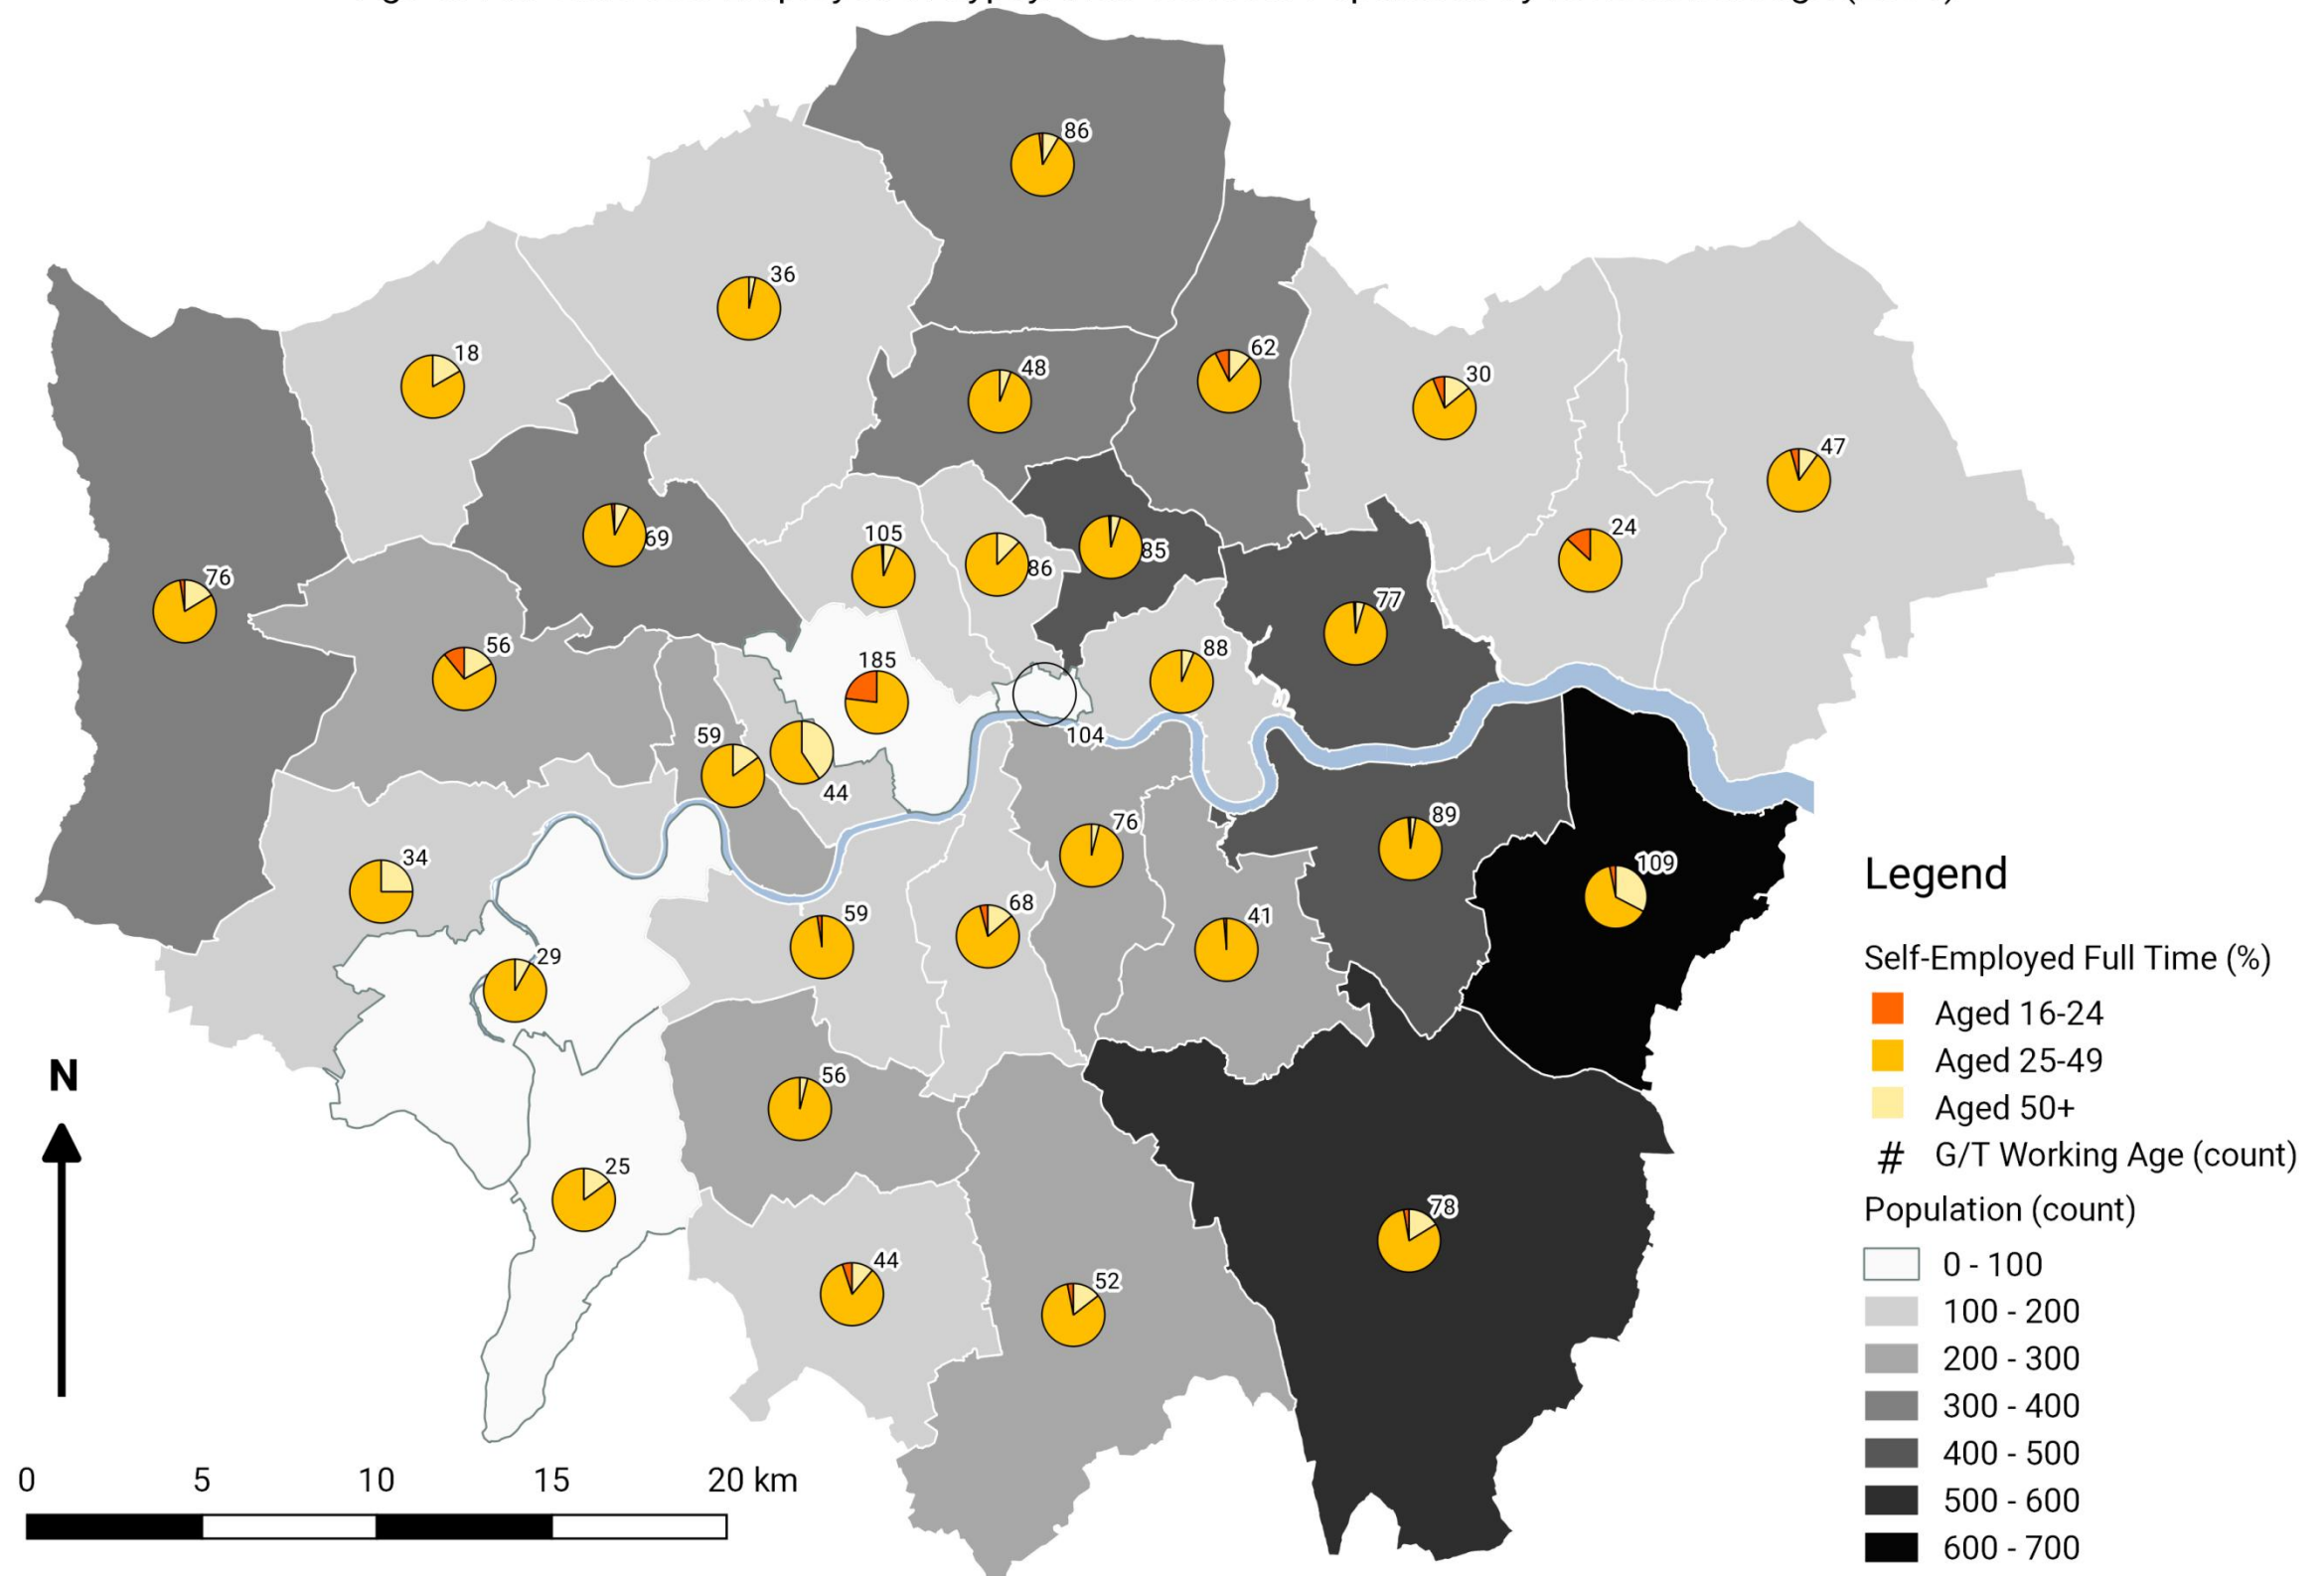 86
36
18
48
62
30
47
105
69
86
85
24
76
77
56
185
88
59
104
44
76
89
34
109
59
68
41
29
56
25
78
44
52
N
0 5 10 15 20 km
Legend
Self-Employed Full Time (%)
Aged 16-24
Aged 25-49
Aged 50+
# G/T Working Age (count)
Population (count)
0 - 100
100 - 200
200 - 300
300 - 400
400 - 500
500 - 600
600 - 700